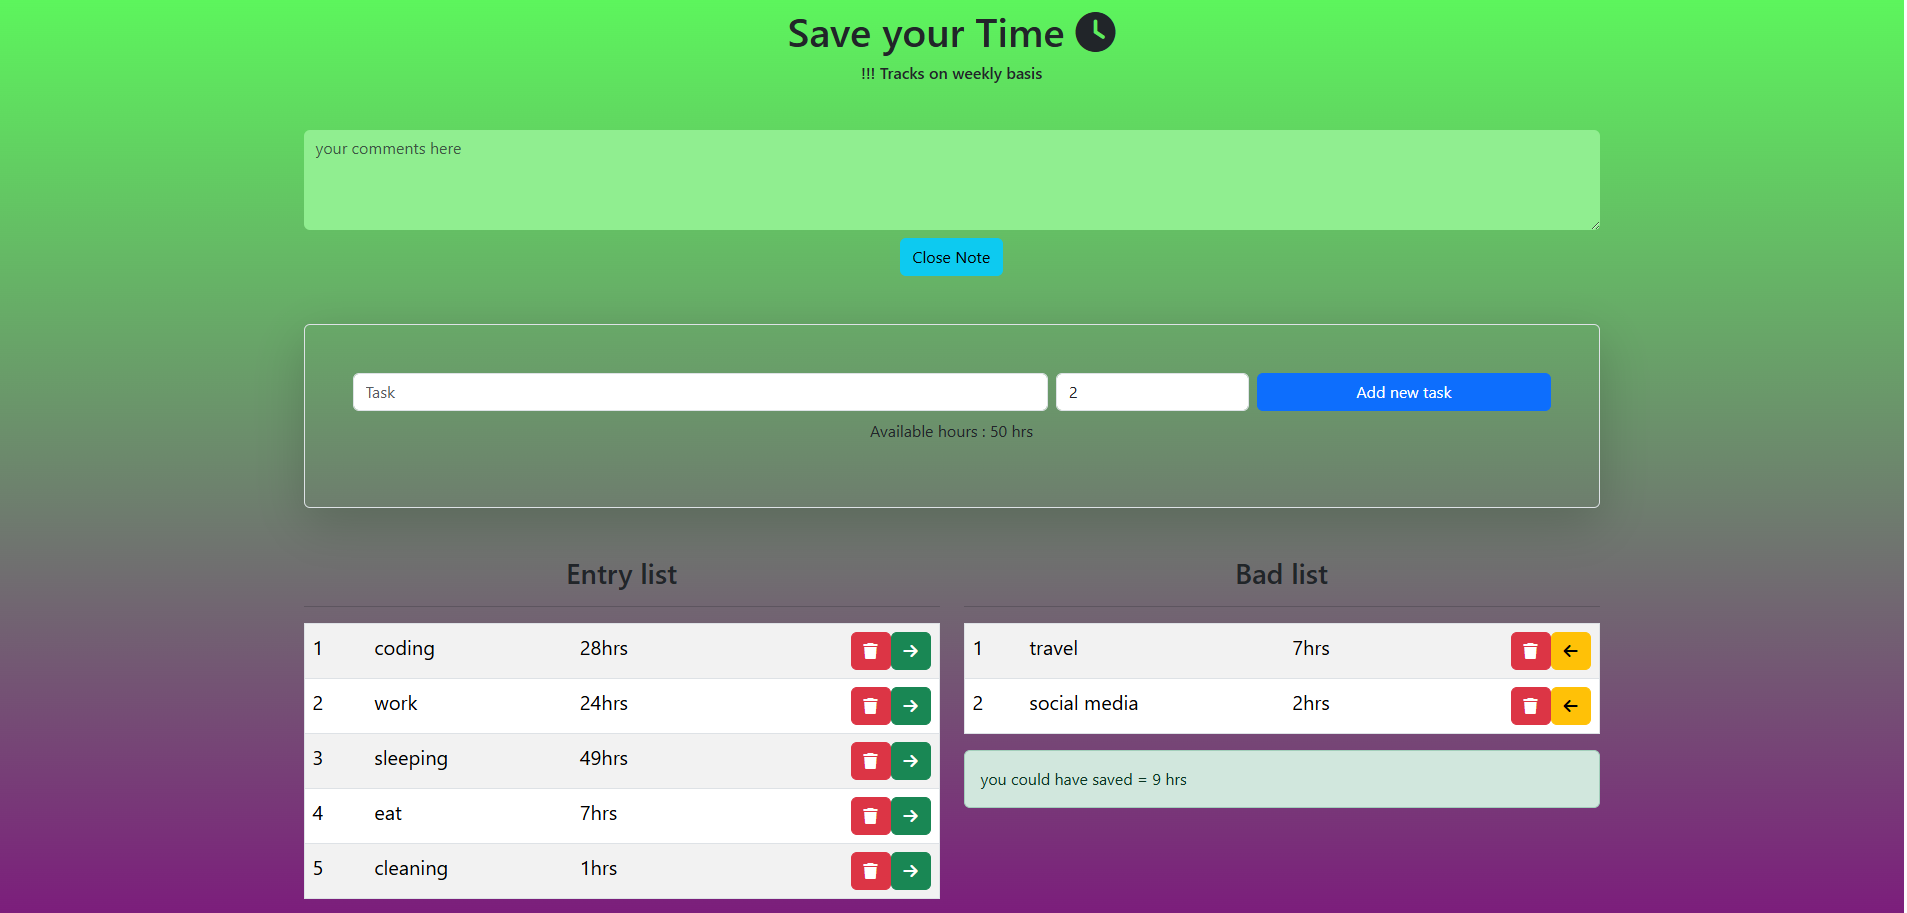 Save your Time
!!! Tracks on weekly basis
your comments here
Close Note
Task 2 Add new task
Available hours : 50 hrs
Entry list
1 coding 28hrs
2 work 24hrs
3 sleeping 49hrs
4 eat 7hrs
5 cleaning 1hrs
Bad list
1 travel 7hrs
2 social media 2hrs
you could have saved = 9 hrs